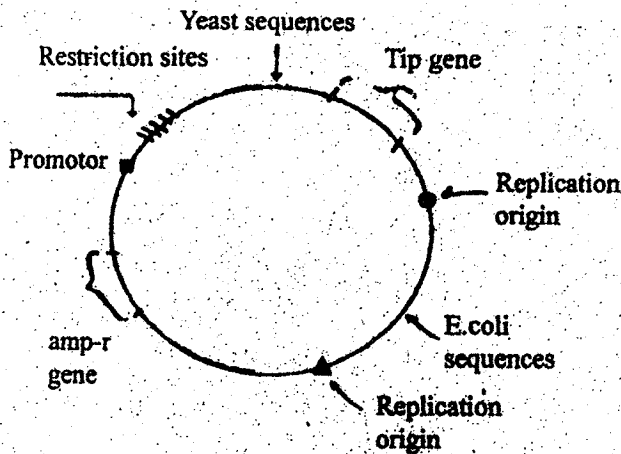 Yeast sequences
Restriction sites
Tip gene
Promotor
Replication
origin
amp-r
gene
E.coli
sequences
Replication
origin